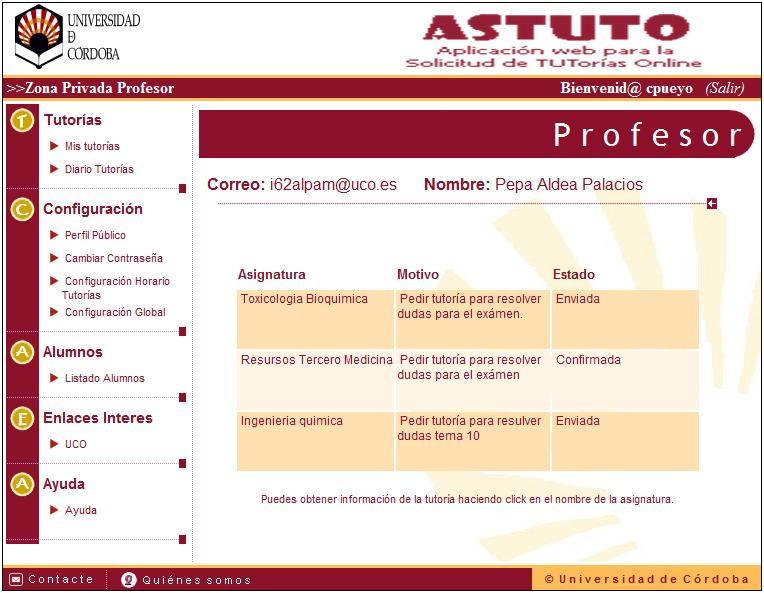 UNIVERSIDAD
D
CÓRDOBA
ASTUTO
Aplicación web para la
Solicitud de TUTorías Online
>>Zona Privada Profesor
Bienvenid@ cpueyo (Salir)
T Tutorías
Mis tutorías
Diario Tutorías
C Configuración
Perfil Público
Cambiar Contraseña
Configuración Horario
Tutorías
Configuración Global
A Alumnos
Listado Alumnos
E Enlaces Interes
UCO
A Ayuda
Ayuda
Profesor
Correo: i62alpam@uco.es Nombre: Pepa Aldea Palacios
Asignatura Motivo Estado
Toxicologia Bioquimica Pedir tutoría para resolver Enviada
dudas para el exámen.
Resursos Tercero Medicina Pedir tutoría para resolver Confirmada
dudas para el exámen
Ingenieria quimica Pedir tutoría para resulver Enviada
dudas tema 10
Puedes obtener información de la tutoría haciendo click en el nombre de la asignatura.
Contacte Quiénes somos © Universidad de Córdoba